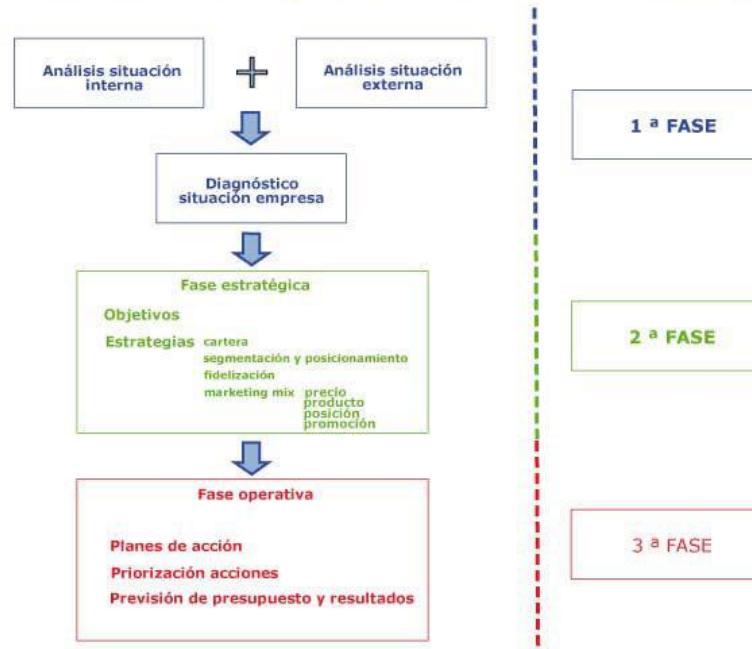 Análisis situación
interna
+
Análisis situación
externa
1 ª FASE
Diagnóstico
situación empresa
Fase estratégica
Objetivos
Estrategias cartera
segmentación y posicionamiento
fidelización
marketing mix precio
producto
posición
promoción
2 ª FASE
Fase operativa
Planes de acción
Priorización acciones
Previsión de presupuesto y resultados
3 ª FASE